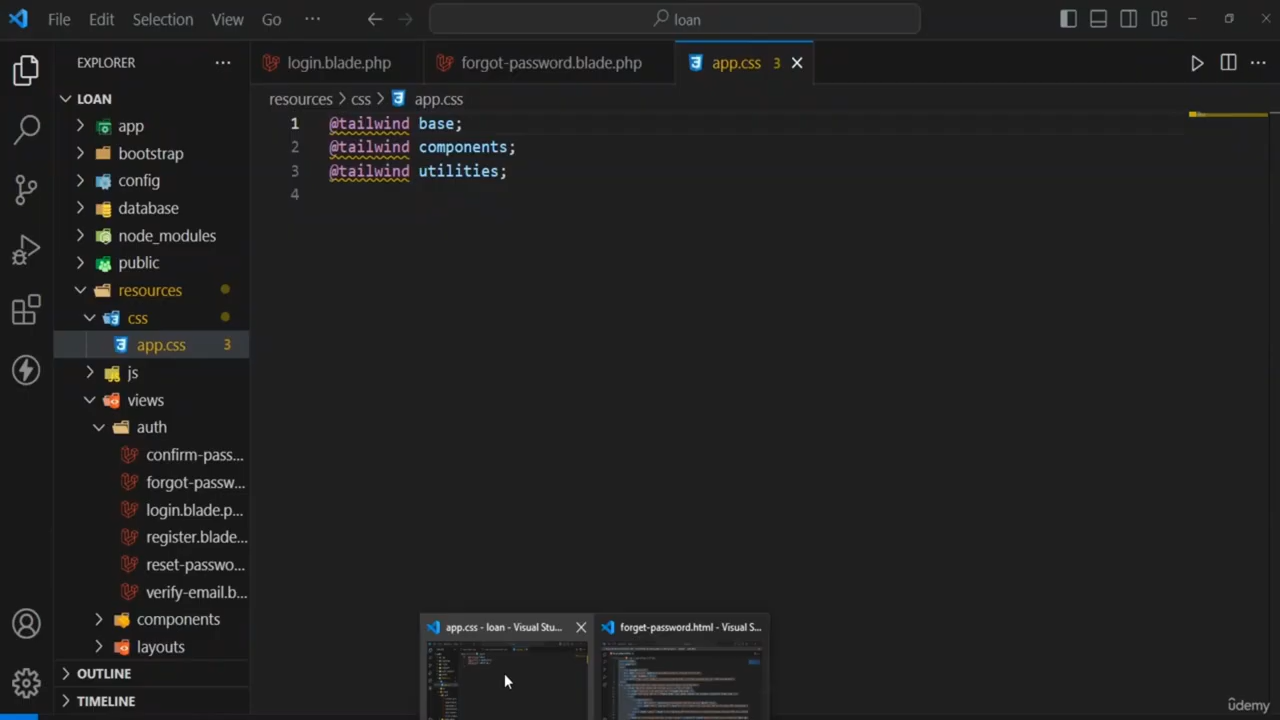 File Edit Selection View Go ···
loan
EXPLORER ···
login.blade.php
forgot-password.blade.php
app.css 3
LOAN
resources > css > app.css
app
bootstrap
config
database
node_modules
public
resources
css
app.css 3
js
views
auth
confirm-pass...
forgot-passw...
login.blade.p...
register.blade...
reset-passwo...
verify-email.b...
components
layouts
OUTLINE
TIMELINE
1 @tailwind base;
2 @tailwind components;
3 @tailwind utilities;
4
app.css - loan - Visual Stu...
forget-password.html - Visual S...
ûdemy